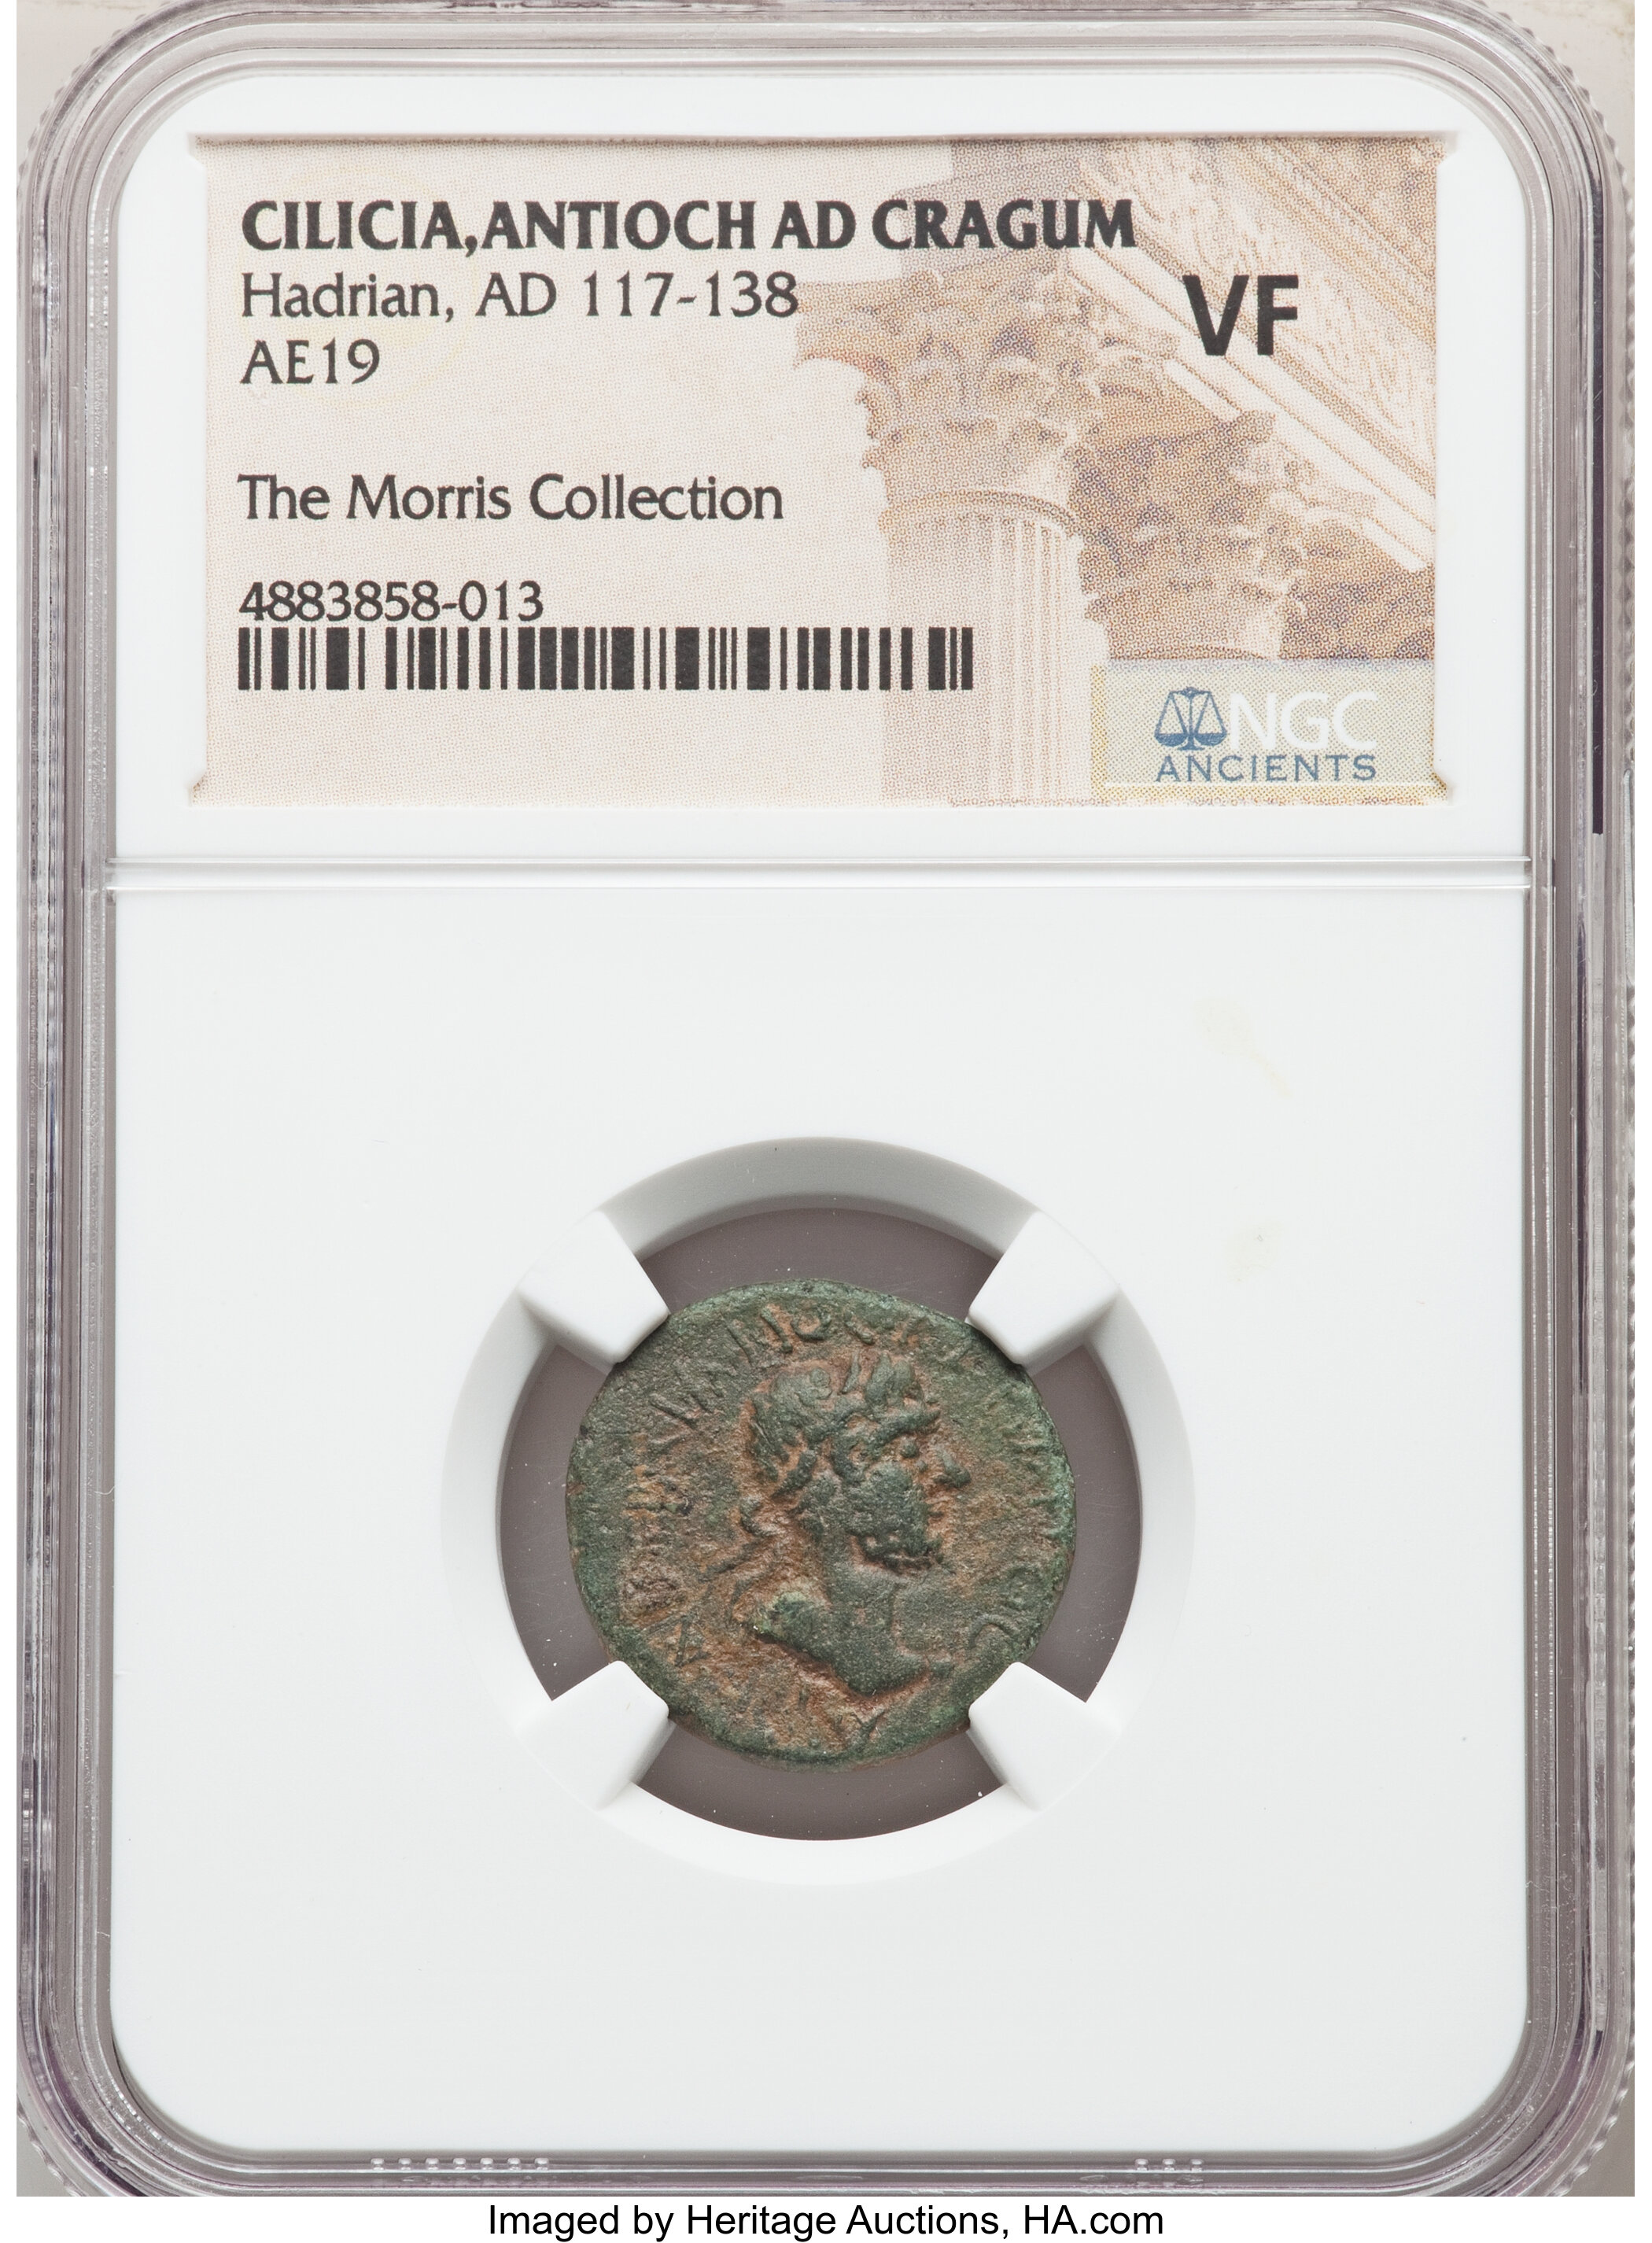 CILICIA,ANTIOCH AD CRAGUM
Hadrian, AD 117-138
VF
AE19
The Morris Collection
4883858-013
NGC
ANCIENTS
Imaged by Heritage Auctions, HA.com